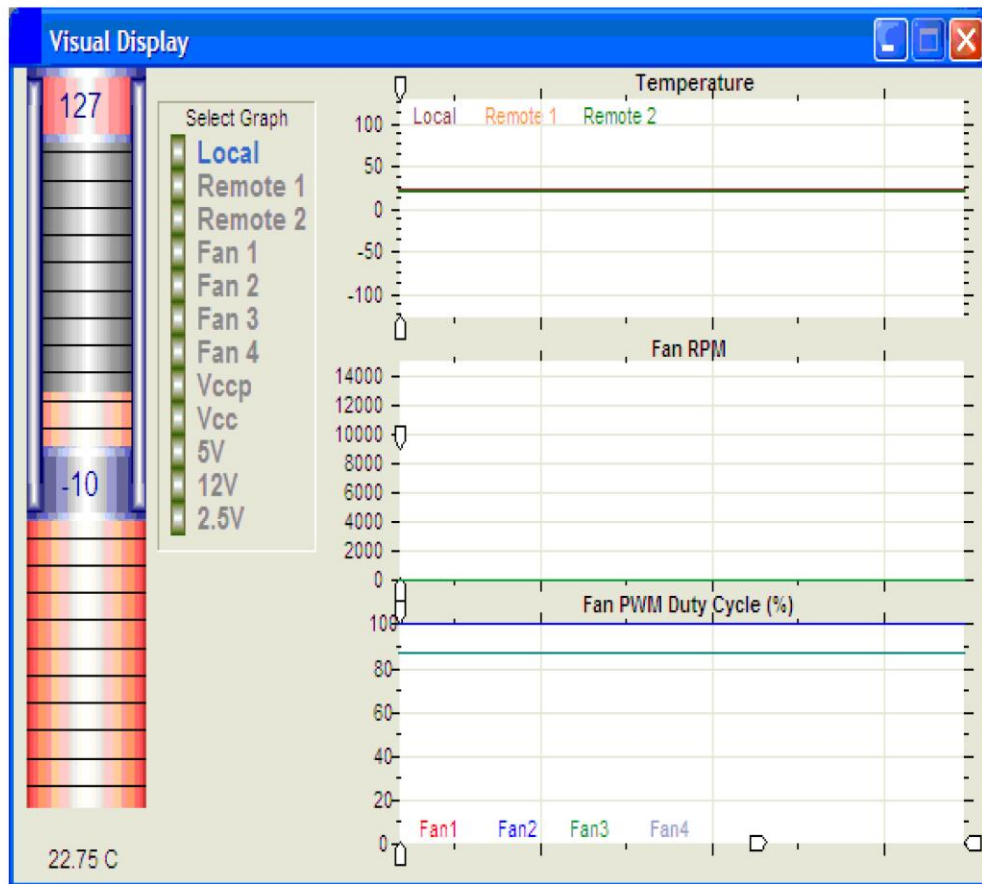 Visual Display
127
-10
22.75 C
Select Graph
Local
Remote 1
Remote 2
Fan 1
Fan 2
Fan 3
Fan 4
Vccp
Vcc
5V
12V
2.5V
Temperature
Local Remote 1 Remote 2
100
50
0
-50
-100
Fan RPM
14000
12000
10000
8000
6000
4000
2000
0
Fan PWM Duty Cycle (%)
100
80
60
40
20
0
Fan1 Fan2 Fan3 Fan4